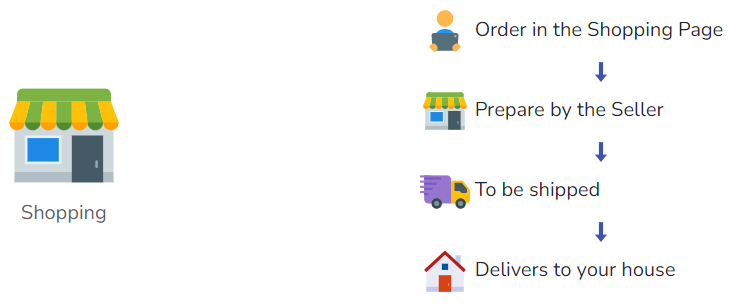 Shopping
Order in the Shopping Page
Prepare by the Seller
To be shipped
Delivers to your house